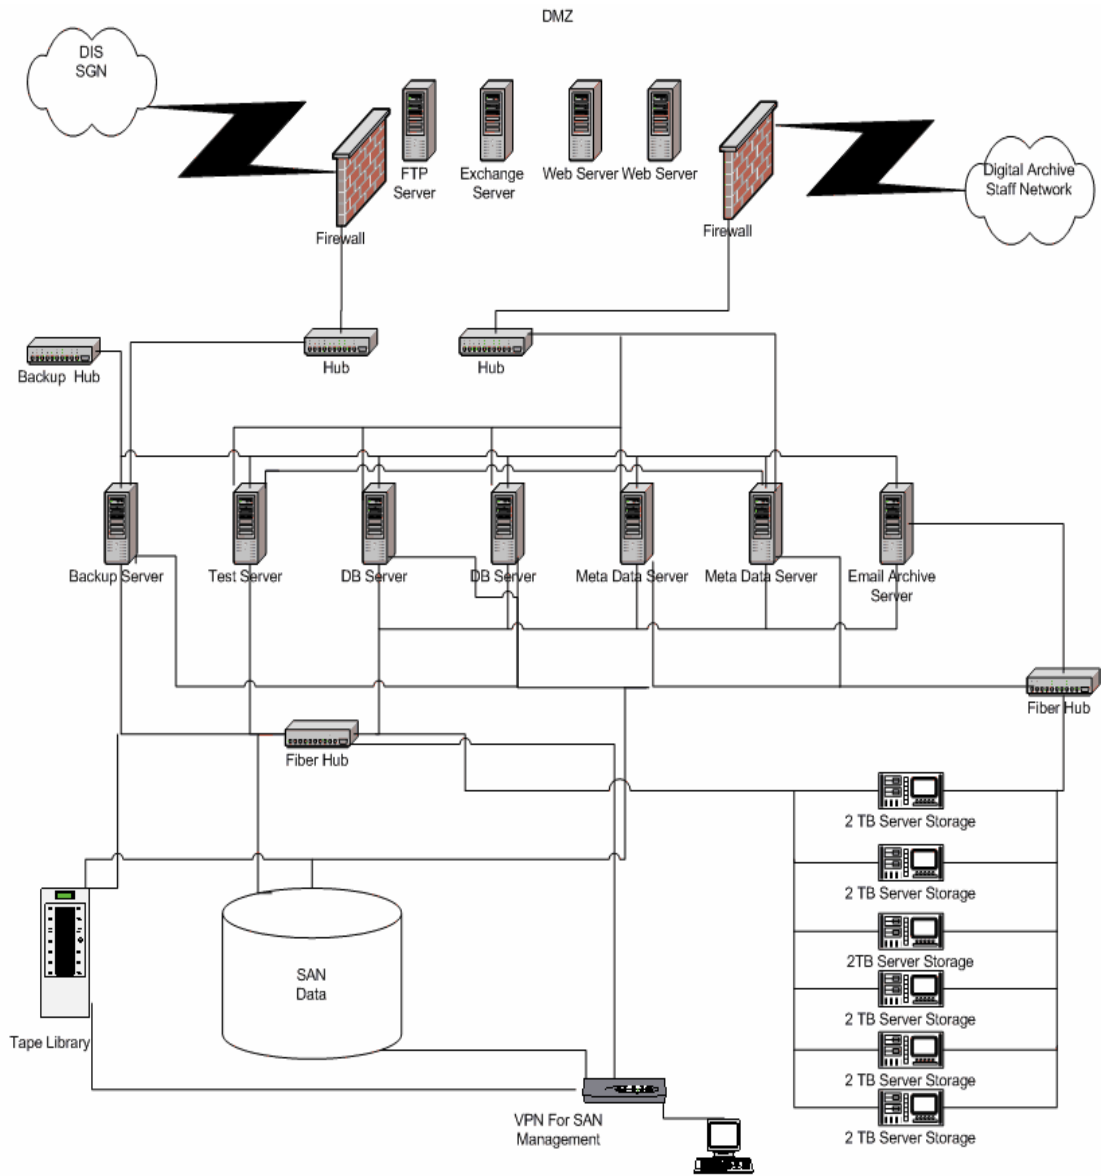 DMZ
DIS
SGN
FTP
Server
Exchange
Server
Web Server
Web Server
Digital Archive
Staff Network
Firewall
Firewall
Hub
Hub
Backup Hub
Backup Server
Test Server
DB Server
DB Server
Meta Data Server
Meta Data Server
Email Archive
Server
Fiber Hub
Fiber Hub
2 TB Server Storage
2 TB Server Storage
2TB Server Storage
2 TB Server Storage
2 TB Server Storage
2 TB Server Storage
SAN
Data
Tape Library
VPN For SAN
Management